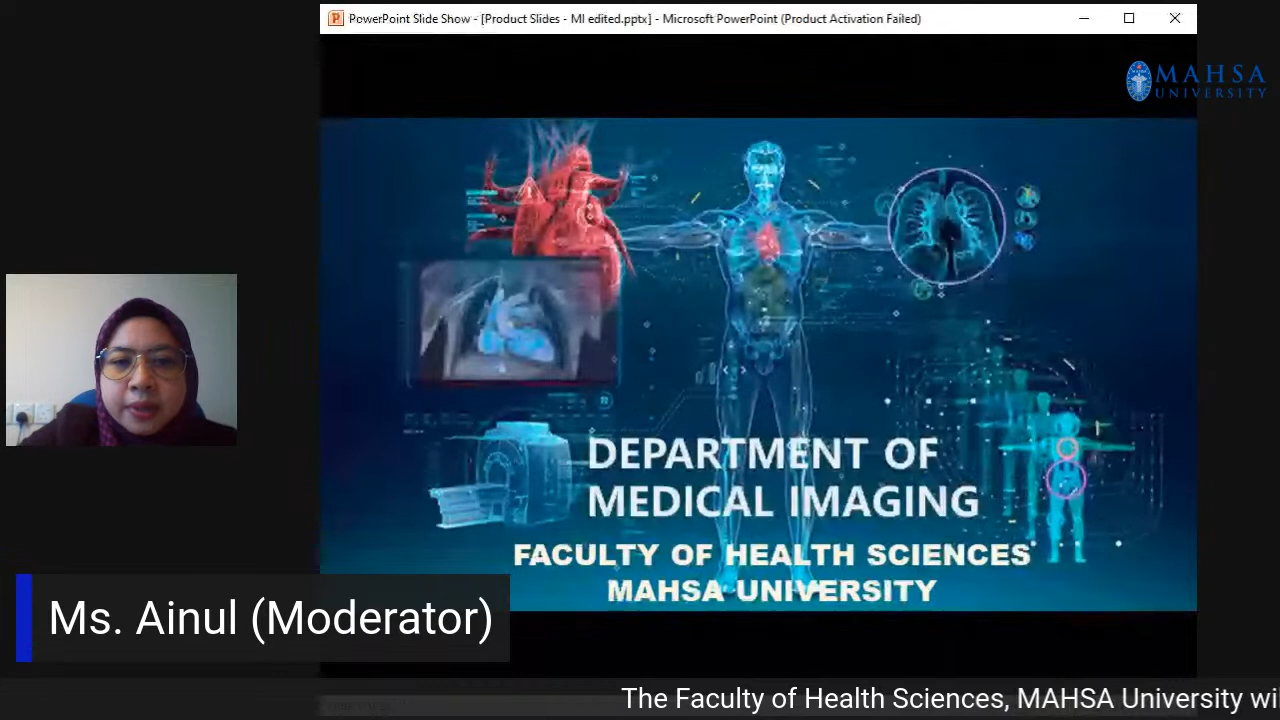 PowerPoint Slide Show - [Product Slides - MI edited.pptx] - Microsoft PowerPoint (Product Activation Failed)
MAHSA
UNIVERSITY
DEPARTMENT OF
MEDICAL IMAGING
FACULTY OF HEALTH SCIENCES
MAHSA UNIVERSITY
Ms. Ainul (Moderator)
The Faculty of Health Sciences, MAHSA University wi